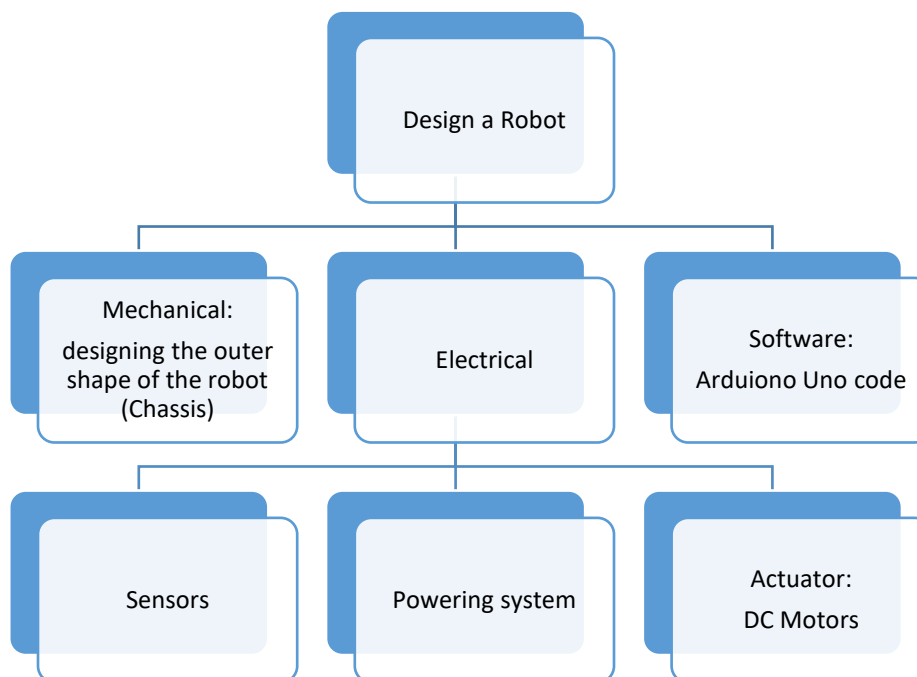 Design a Robot
Mechanical:
designing the outer
shape of the robot
(Chassis)
Electrical
Software:
Arduiono Uno code
Sensors
Powering system
Actuator:
DC Motors